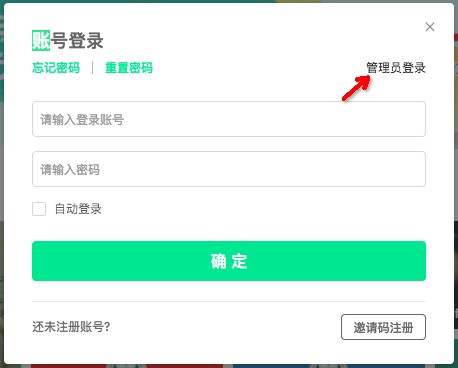 账号登录
忘记密码 | 重置密码 管理员登录
请输入登录账号
请输入密码
自动登录
确 定
还未注册账号? 邀请码注册